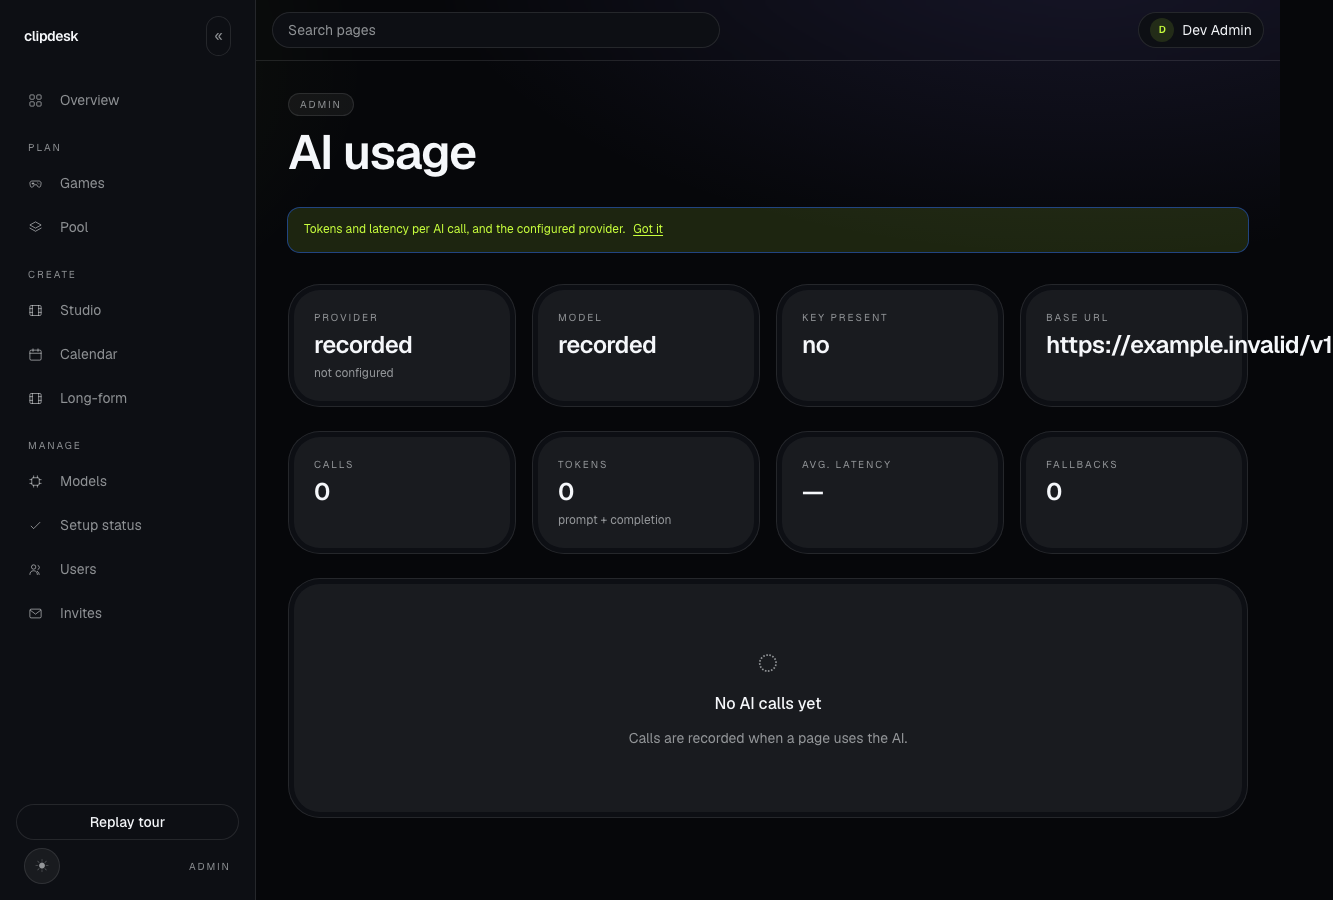 clipdesk
«
Search pages
D
Dev Admin
Overview
PLAN
Games
Pool
CREATE
Studio
Calendar
Long-form
MANAGE
Models
Setup status
Users
Invites
Replay tour
ADMIN
ADMIN
AI usage
Tokens and latency per AI call, and the configured provider. Got it
PROVIDER
recorded
not configured
MODEL
recorded
KEY PRESENT
no
BASE URL
https://example.invalid/v1
CALLS
0
TOKENS
0
prompt + completion
AVG. LATENCY
—
FALLBACKS
0
No AI calls yet
Calls are recorded when a page uses the AI.